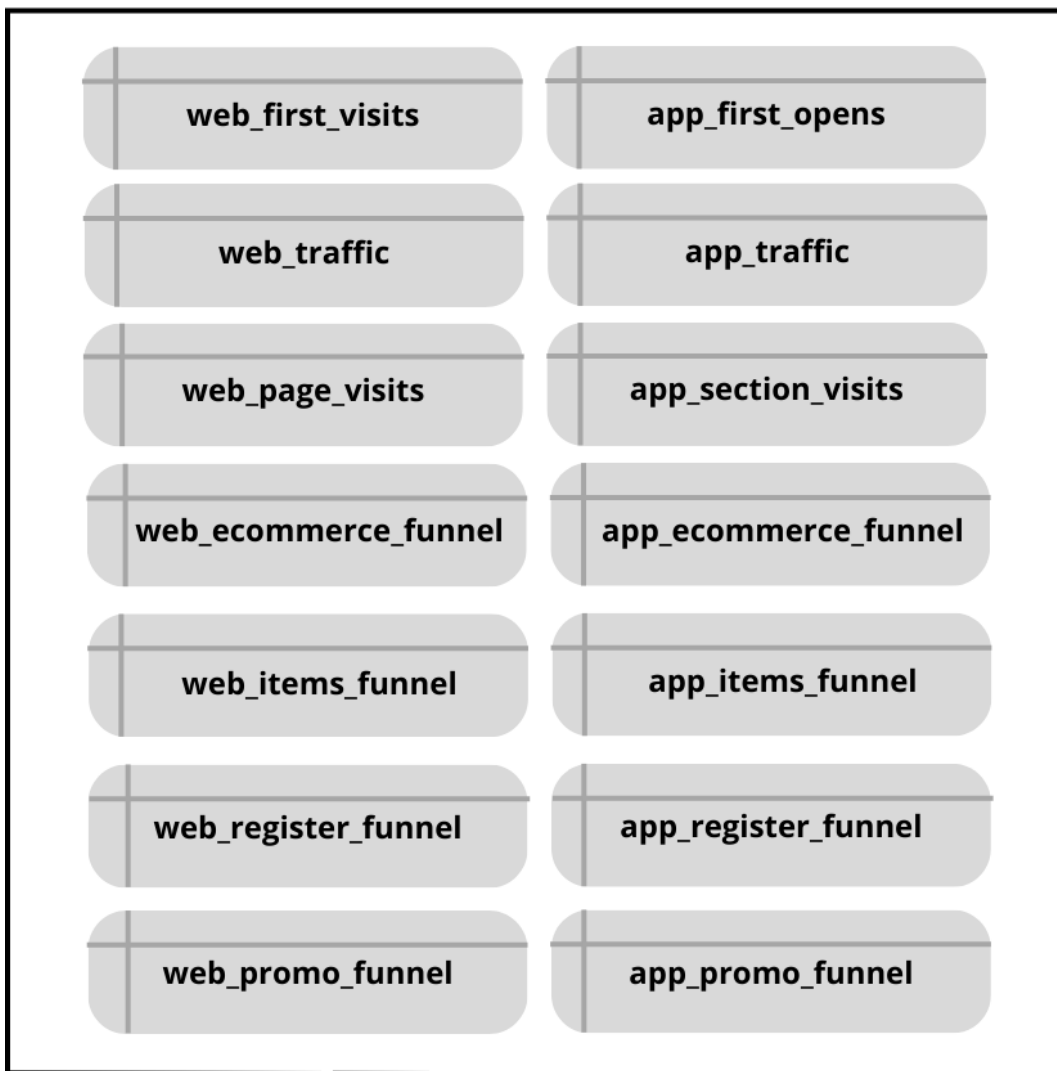 web_first_visits
app_first_opens
web_traffic
app_traffic
web_page_visits
app_section_visits
web_ecommerce_funnel
app_ecommerce_funnel
web_items_funnel
app_items_funnel
web_register_funnel
app_register_funnel
web_promo_funnel
app_promo_funnel